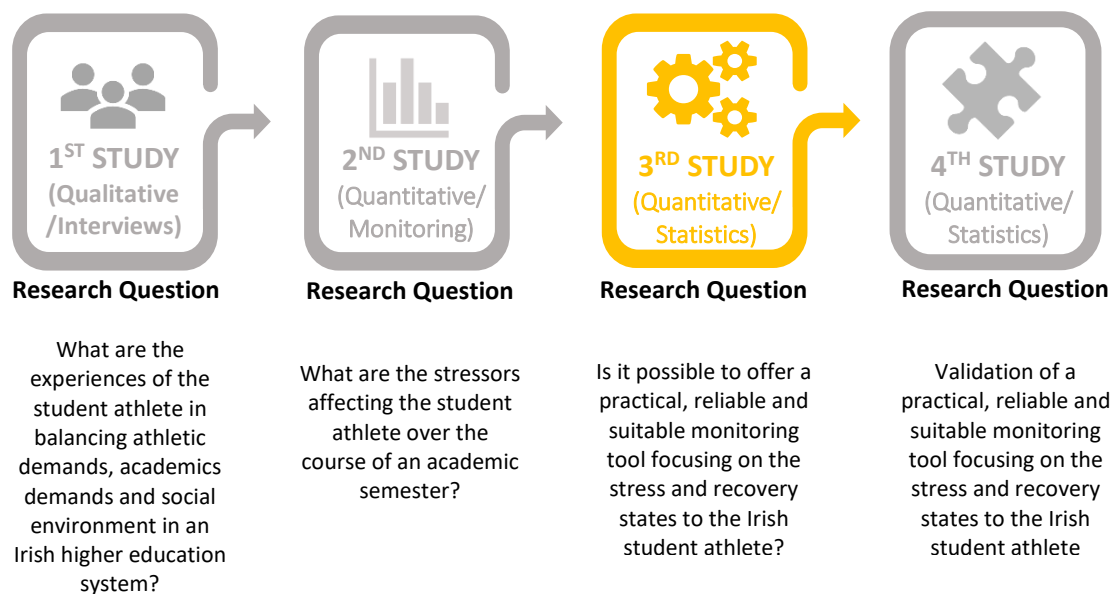 1ST STUDY
(Qualitative
/Interviews)
Research Question
What are the
experiences of the
student athlete in
balancing athletic
demands, academics
demands and social
environment in an
Irish higher education
system?
2ND STUDY
(Quantitative/
Monitoring)
Research Question
What are the stressors
affecting the student
athlete over the
course of an academic
semester?
3RD STUDY
(Quantitative/
Statistics)
Research Question
Is it possible to offer a
practical, reliable and
suitable monitoring
tool focusing on the
stress and recovery
states to the Irish
student athlete?
4TH STUDY
(Quantitative/
Statistics)
Research Question
Validation of a
practical, reliable and
suitable monitoring
tool focusing on the
stress and recovery
states to the Irish
student athlete